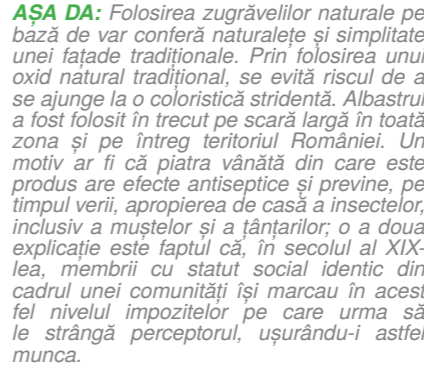 AȘA DA: Folosirea zugrăvelilor naturale pe
bază de var conferă naturalețe și simplitate
unei fațade tradiționale. Prin folosirea unui
oxid natural tradițional, se evită riscul de a
se ajunge la o coloristică stridentă. Albastrul
a fost folosit în trecut pe scară largă în toată
zona și pe întreg teritoriul României. Un
motiv ar fi că piatra vânătă din care este
produs are efecte antiseptice și previne, pe
timpul verii, apropierea de casă a insectelor,
inclusiv a muștelor și a țânțarilor; o a doua
explicație este faptul că, în secolul al XIX-
lea, membrii cu statut social identic din
cadrul unei comunități își marcau în acest
fel nivelul impozitelor pe care urma să
le strângă perceptorul, ușurându-i astfel
munca.